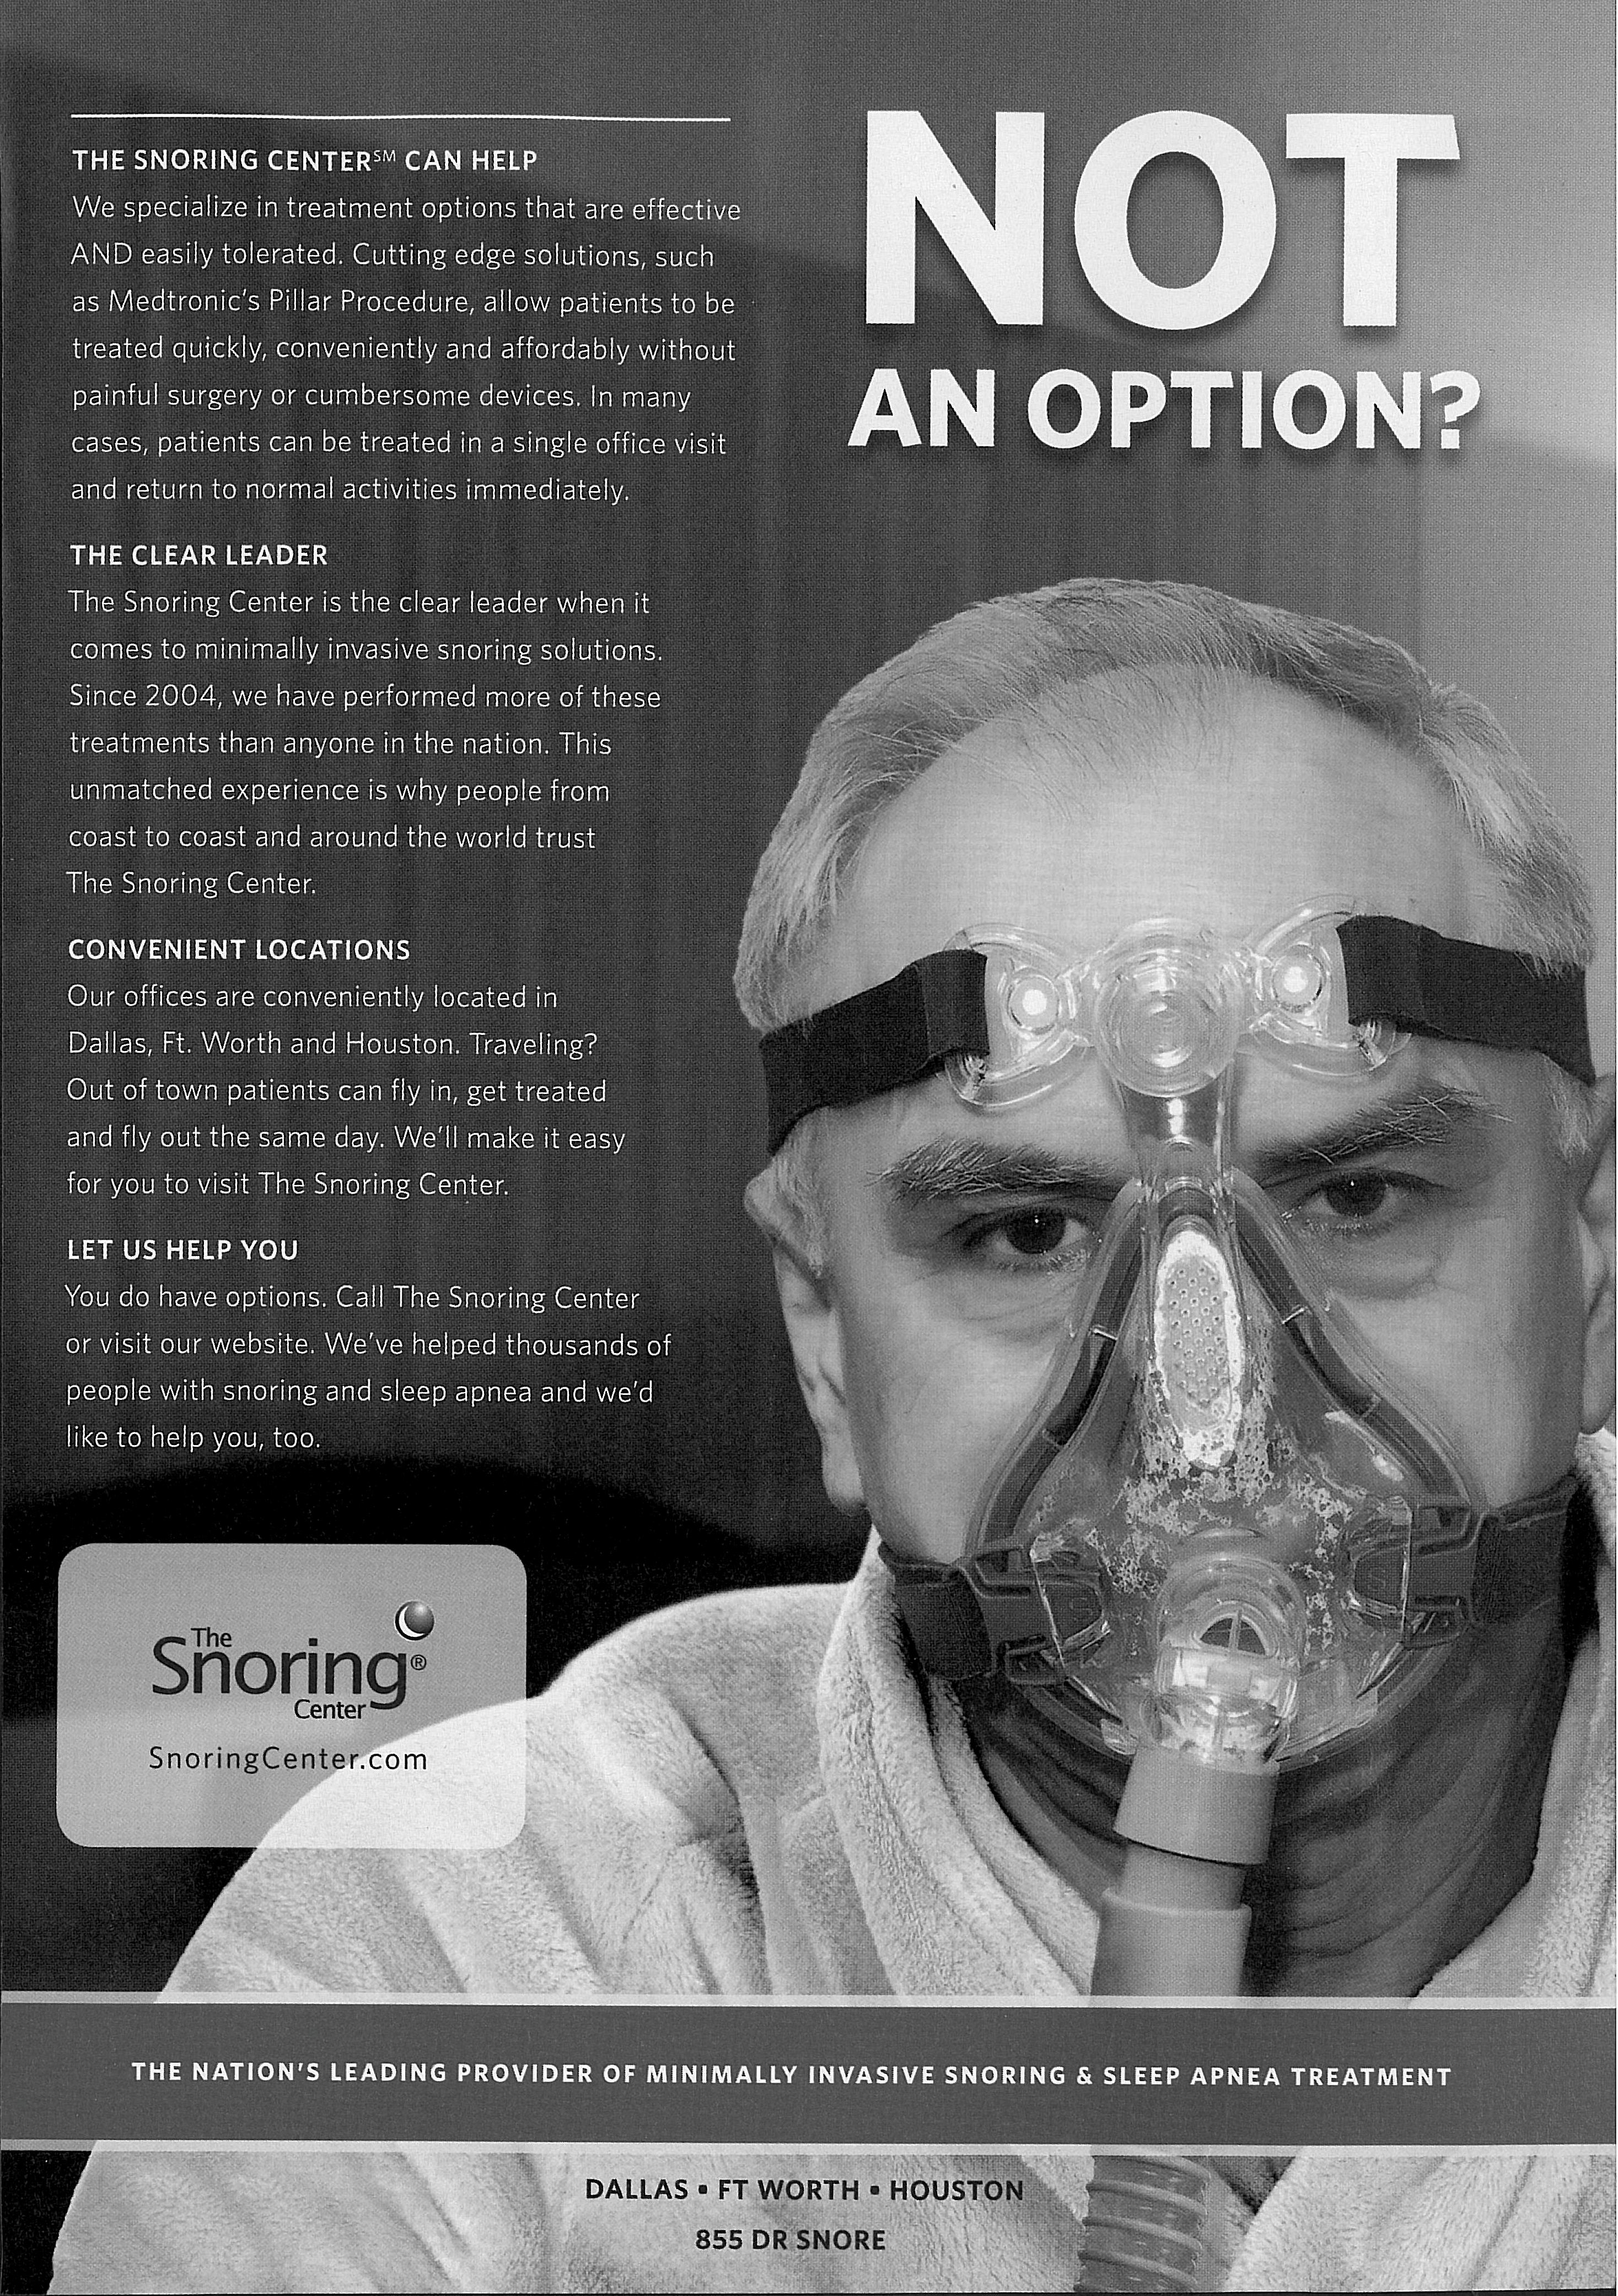 NOT
AN OPTION?
THE SNORING CENTER℠ CAN HELP
We specialize in treatment options that are effective
AND easily tolerated. Cutting edge solutions, such
as Medtronic's Pillar Procedure, allow patients to be
treated quickly, conveniently and affordably without
painful surgery or cumbersome devices. In many
cases, patients can be treated in a single office visit
and return to normal activities immediately.
THE CLEAR LEADER
The Snoring Center is the clear leader when it
comes to minimally invasive snoring solutions.
Since 2004, we have performed more of these
treatments than anyone in the nation. This
unmatched experience is why people from
coast to coast and around the world trust
The Snoring Center.
CONVENIENT LOCATIONS
Our offices are conveniently located in
Dallas, Ft. Worth and Houston. Traveling?
Out of town patients can fly in, get treated
and fly out the same day. We'll make it easy
for you to visit The Snoring Center.
LET US HELP YOU
You do have options. Call The Snoring Center
or visit our website. We've helped thousands of
people with snoring and sleep apnea and we'd
like to help you, too.
The
Snoring®
Center
SnoringCenter.com
THE NATION'S LEADING PROVIDER OF MINIMALLY INVASIVE SNORING & SLEEP APNEA TREATMENT
DALLAS ▪ FT WORTH ▪ HOUSTON
855 DR SNORE